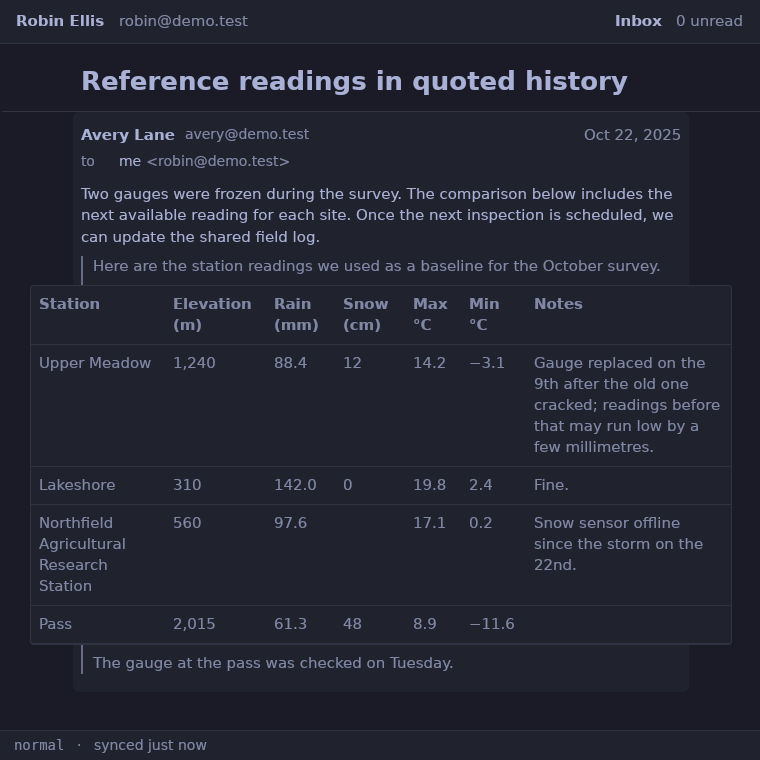 Robin Ellis robin@demo.test Inbox 0 unread
Reference readings in quoted history
Avery Lane avery@demo.test Oct 22, 2025
to me <robin@demo.test>
Two gauges were frozen during the survey. The comparison below includes the
next available reading for each site. Once the next inspection is scheduled, we
can update the shared field log.
Here are the station readings we used as a baseline for the October survey.
Station Elevation Rain Snow Max Min Notes
(m) (mm) (cm) °C °C
Upper Meadow 1,240 88.4 12 14.2 −3.1 Gauge replaced on the
9th after the old one
cracked; readings before
that may run low by a
few millimetres.
Lakeshore 310 142.0 0 19.8 2.4 Fine.
Northfield 560 97.6 17.1 0.2 Snow sensor offline
Agricultural since the storm on the
Research 22nd.
Station
Pass 2,015 61.3 48 8.9 −11.6
The gauge at the pass was checked on Tuesday.
normal · synced just now